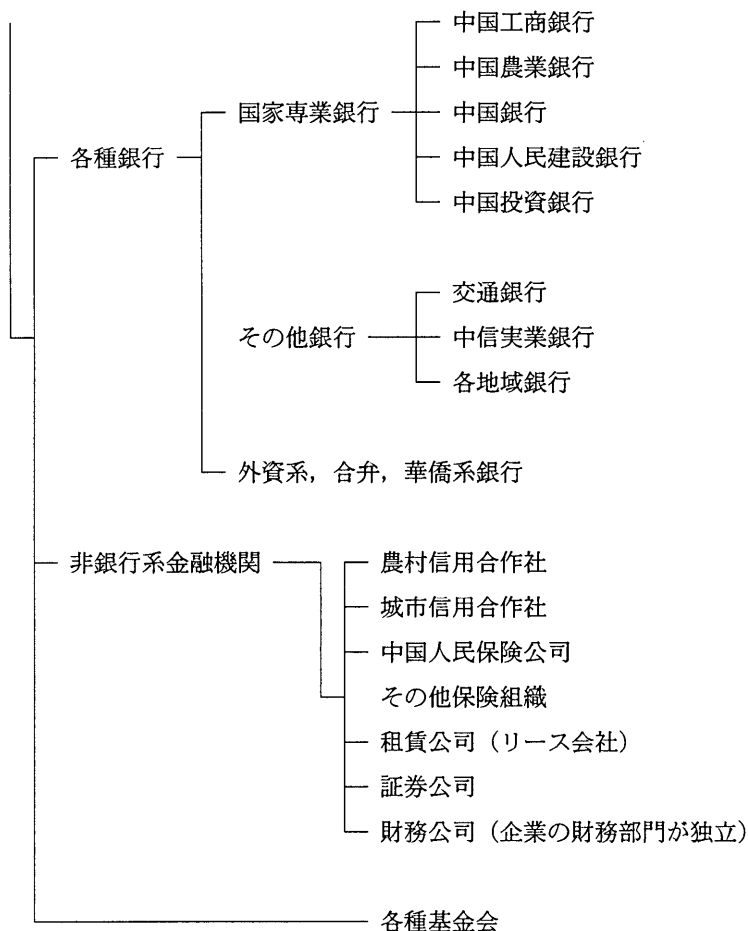 中国工商銀行
中国農業銀行
国家専業銀行
中国銀行
各種銀行
中国人民建設銀行
中国投資銀行
交通銀行
その他銀行
中信実業銀行
各地域銀行
外資系，合弁，華僑系銀行
非銀行系金融機関
農村信用合作社
城市信用合作社
中国人民保険公司
その他保険組織
租賃公司（リース会社）
証券公司
財務公司（企業の財務部門が独立）
各種基金会